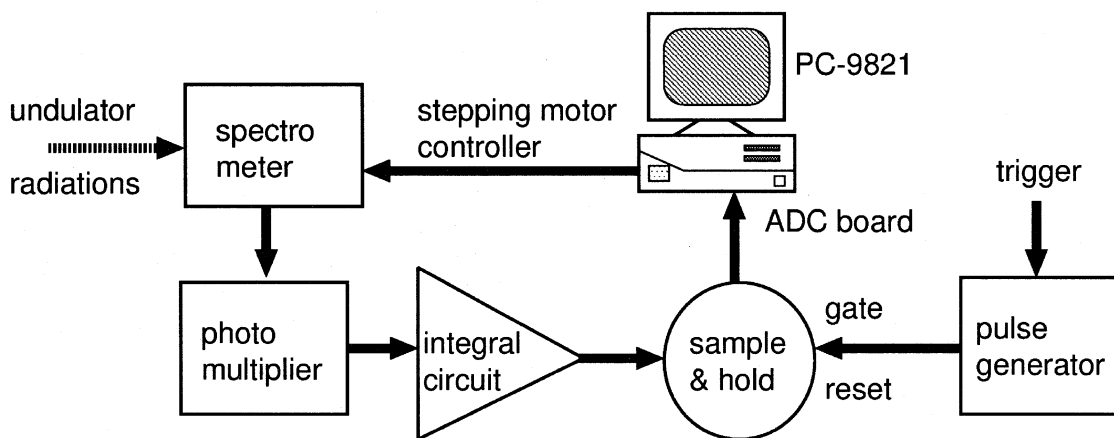 PC-9821
undulator
radiations
spectro
meter
stepping motor
controller
trigger
ADC board
photo
multiplier
integral
circuit
sample
& hold
gate
reset
pulse
generator